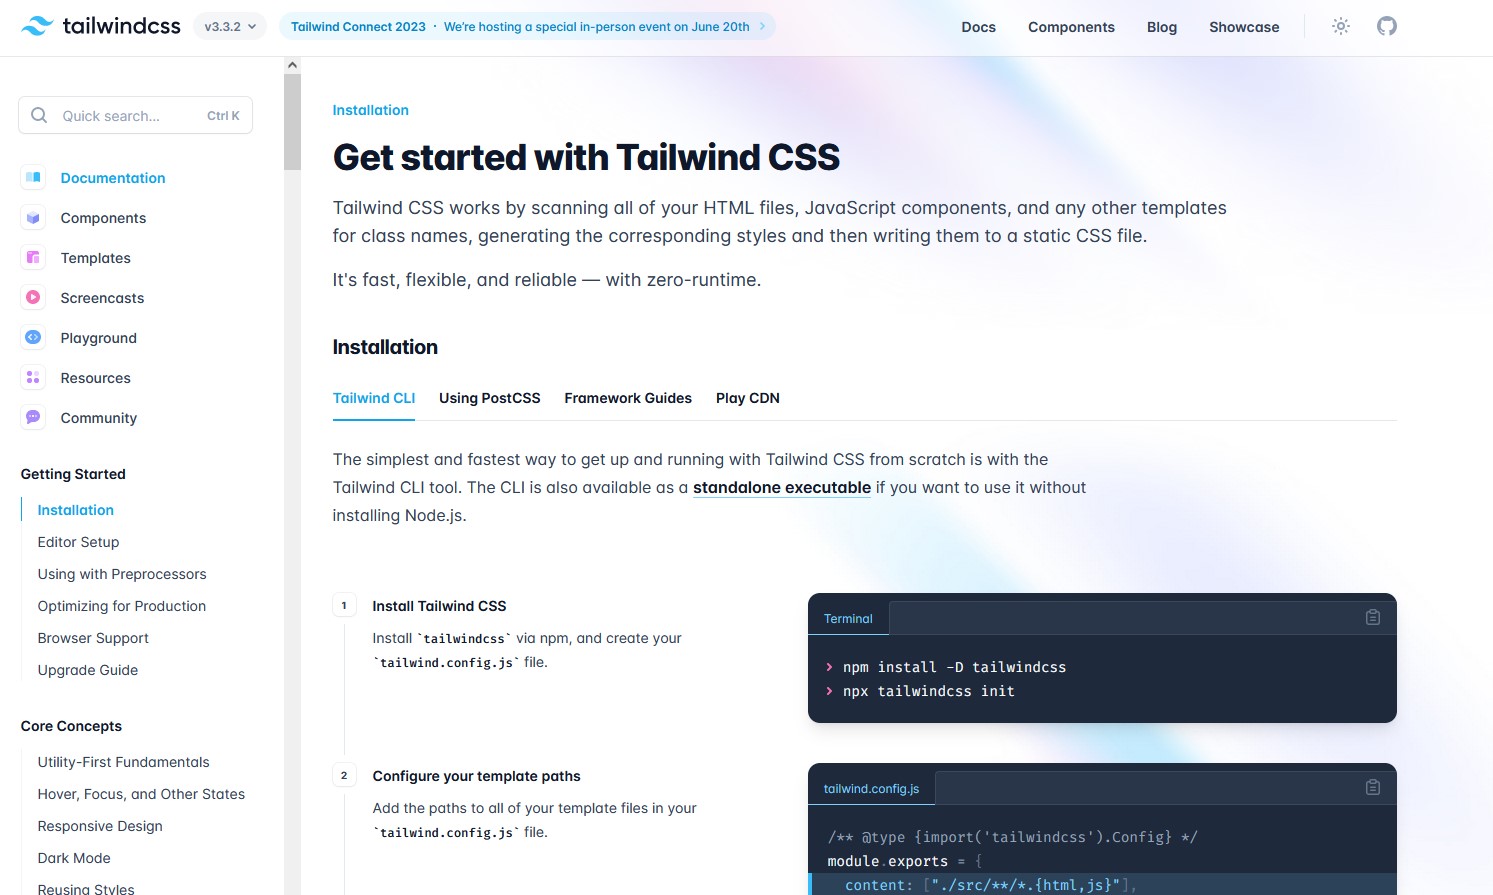 tailwindcss
v3.3.2
Tailwind Connect 2023 · We're hosting a special in-person event on June 20th
Docs
Components
Blog
Showcase
Quick search...
Ctrl K
Documentation
Components
Templates
Screencasts
Playground
Resources
Community
Getting Started
Installation
Editor Setup
Using with Preprocessors
Optimizing for Production
Browser Support
Upgrade Guide
Core Concepts
Utility-First Fundamentals
Hover, Focus, and Other States
Responsive Design
Dark Mode
Reusing Styles
Installation
Get started with Tailwind CSS
Tailwind CSS works by scanning all of your HTML files, JavaScript components, and any other templates
for class names, generating the corresponding styles and then writing them to a static CSS file.
It's fast, flexible, and reliable — with zero-runtime.
Installation
Tailwind CLI
Using PostCSS
Framework Guides
Play CDN
The simplest and fastest way to get up and running with Tailwind CSS from scratch is with the
Tailwind CLI tool. The CLI is also available as a standalone executable if you want to use it without
installing Node.js.
1
Install Tailwind CSS
Install `tailwindcss` via npm, and create your
`tailwind.config.js` file.
Terminal
› npm install -D tailwindcss
› npx tailwindcss init
2
Configure your template paths
Add the paths to all of your template files in your
`tailwind.config.js` file.
tailwind.config.js
/** @type {import('tailwindcss').Config} */
module.exports = {
content: ["./src/**/*.{html,js}"],